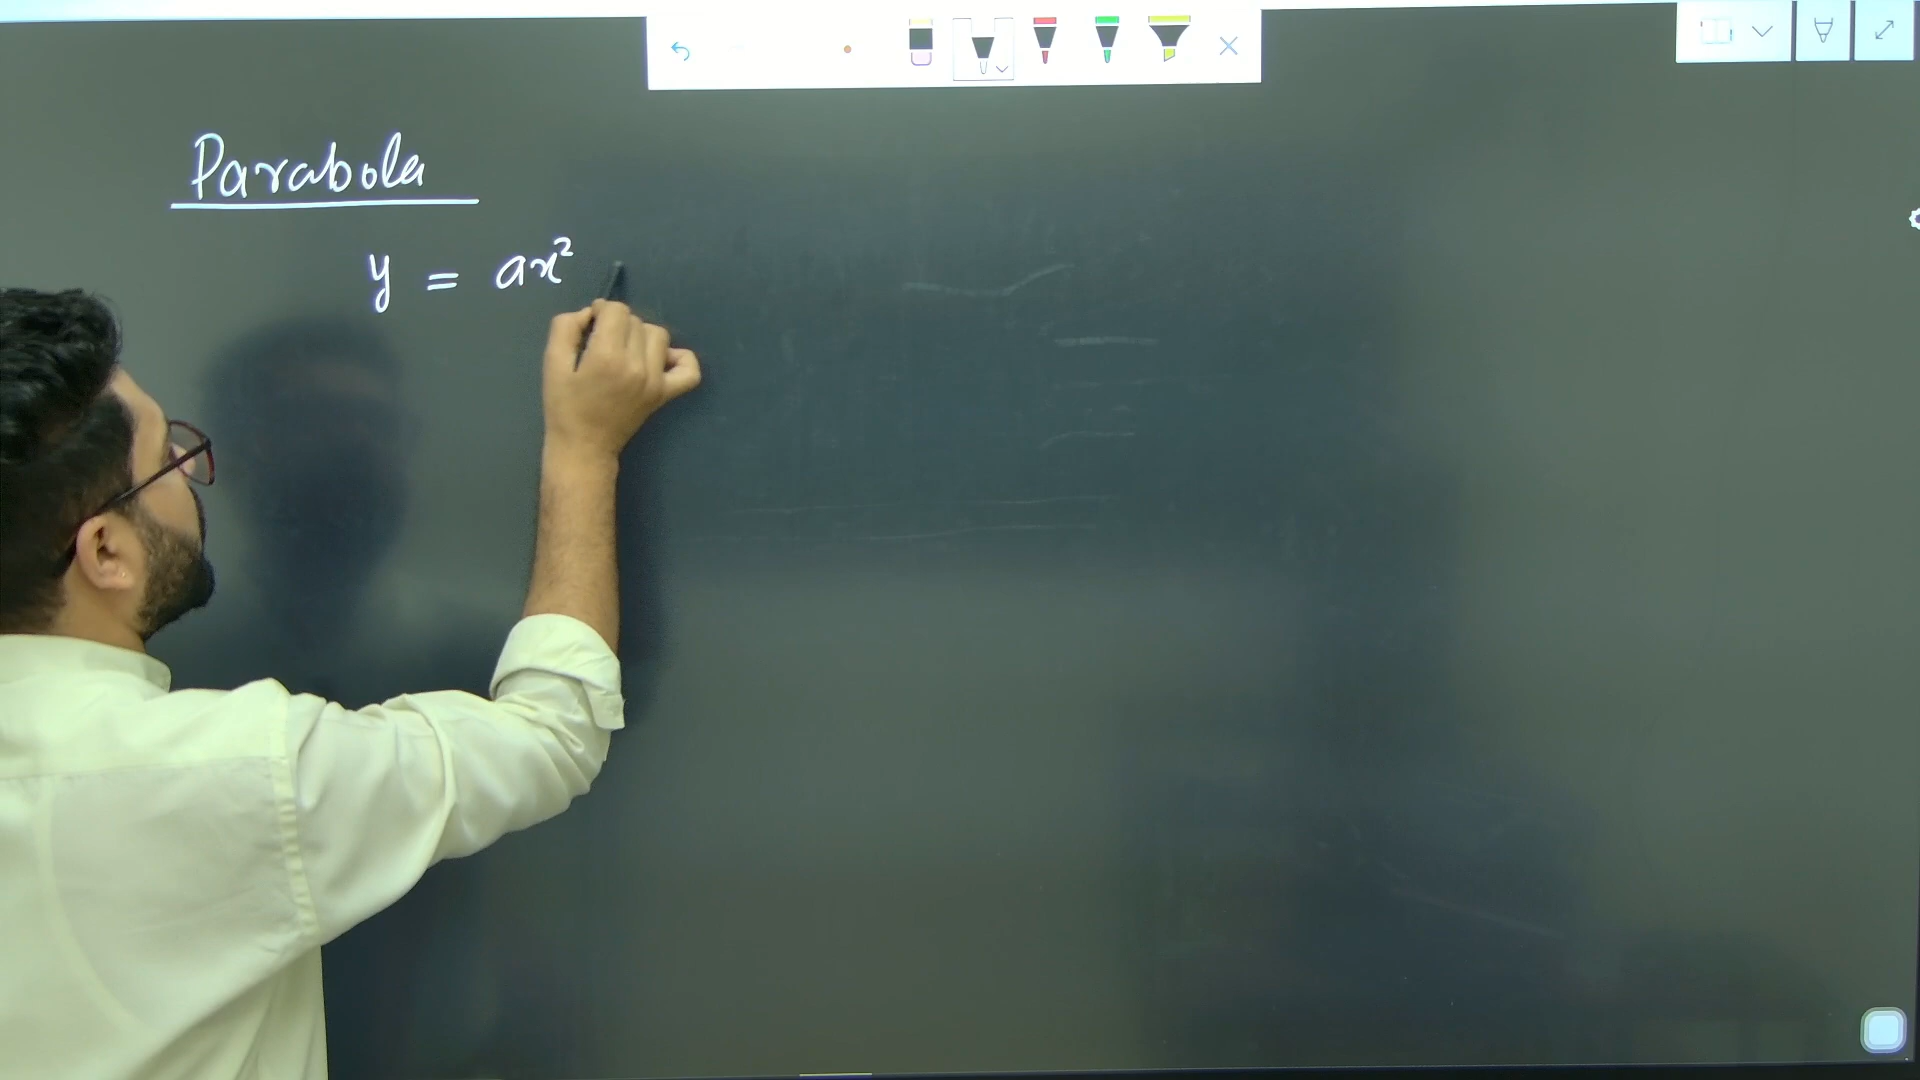 Parabola
y = ax²